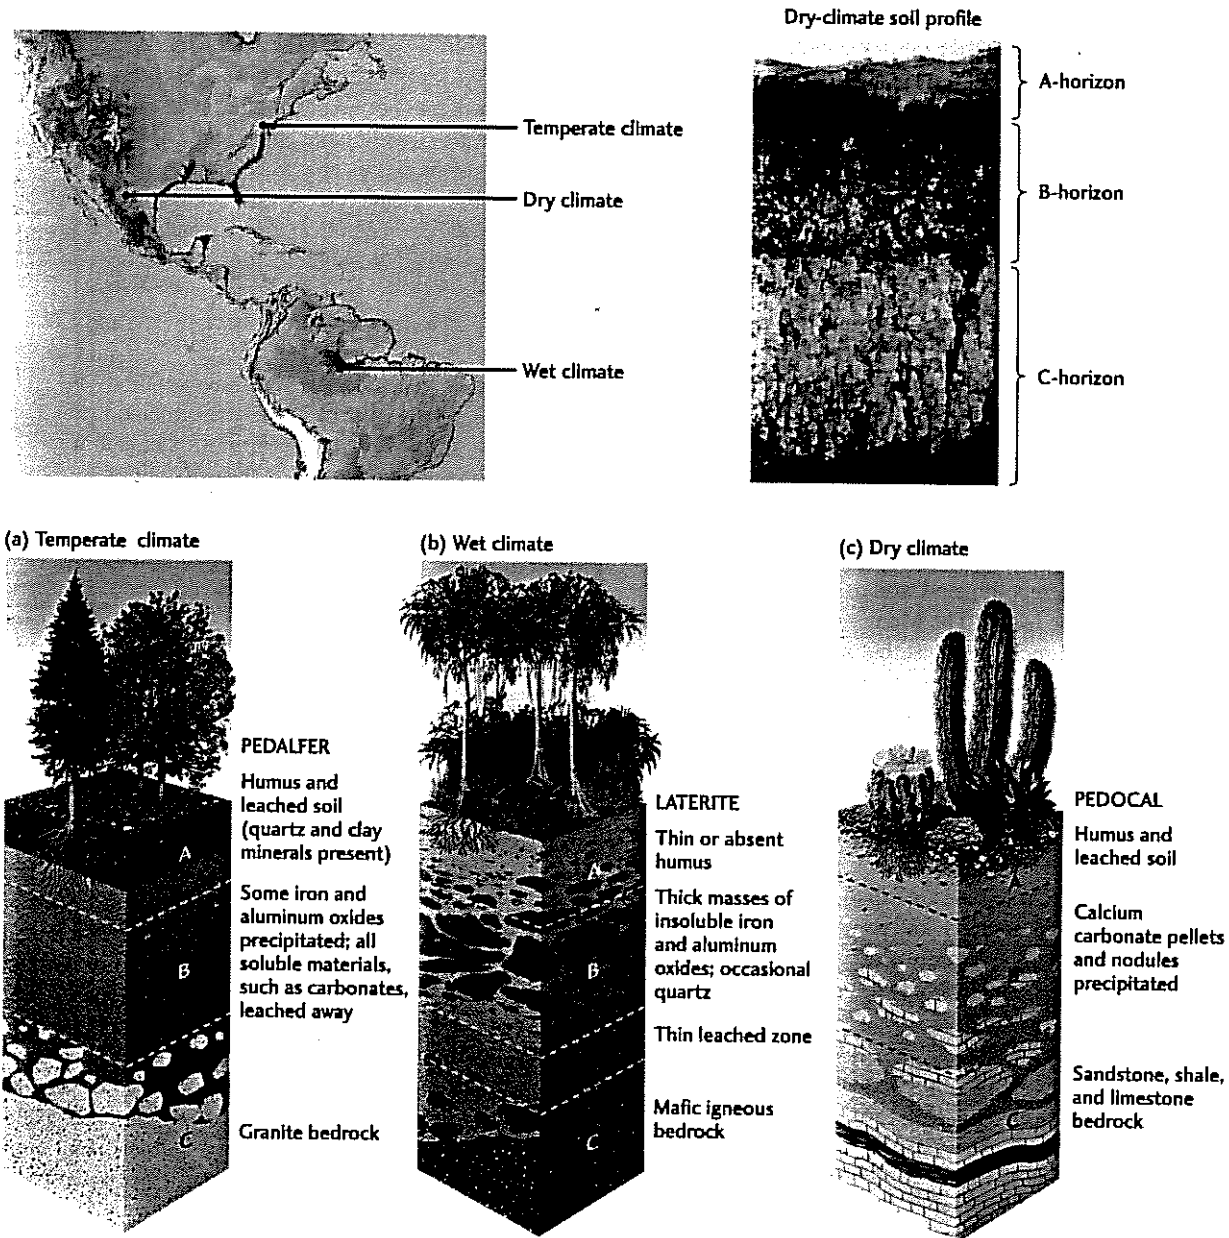 Dry-climate soil profile
A-horizon
B-horizon
C-horizon
Temperate climate
Dry climate
Wet climate
(a) Temperate climate
PEDALFER
Humus and
leached soil
(quartz and clay
minerals present)
Some iron and
aluminum oxides
precipitated; all
soluble materials,
such as carbonates,
leached away
Granite bedrock
A
B
C
(b) Wet climate
LATERITE
Thin or absent
humus
Thick masses of
insoluble iron
and aluminum
oxides; occasional
quartz
Thin leached zone
Mafic igneous
bedrock
A
B
C
(c) Dry climate
PEDOCAL
Humus and
leached soil
Calcium
carbonate pellets
and nodules
precipitated
Sandstone, shale,
and limestone
bedrock
A
C